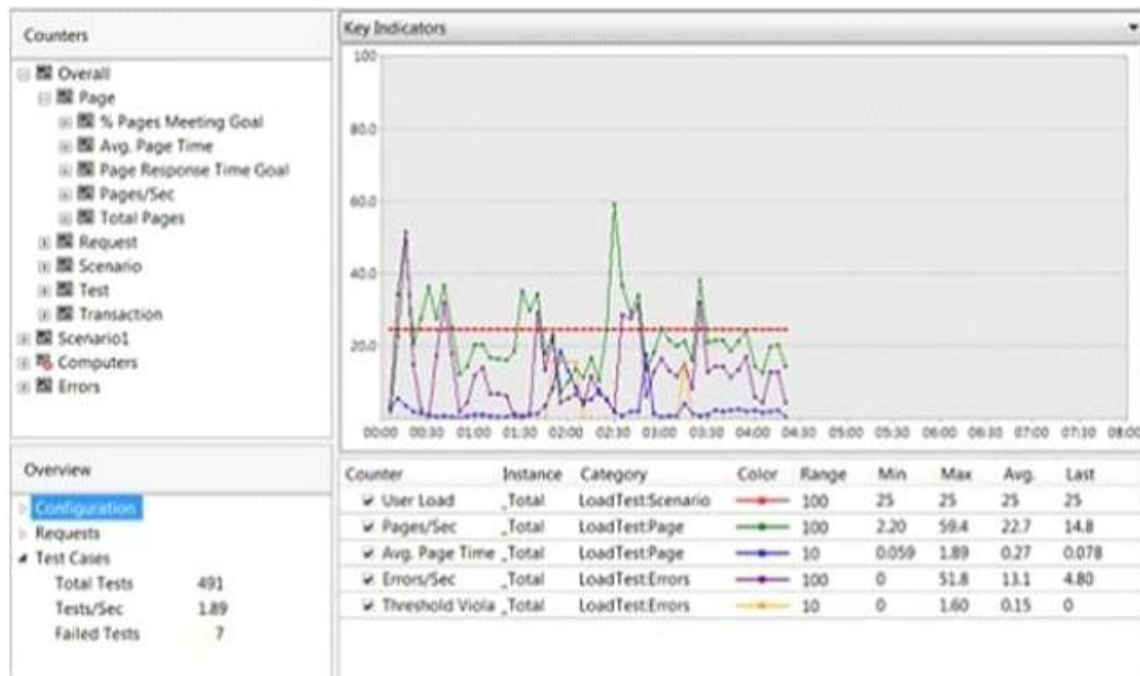 Counters
Overall
Page
% Pages Meeting Goal
Avg. Page Time
Page Response Time Goal
Pages/Sec
Total Pages
Request
Scenario
Test
Transaction
Scenario1
Computers
Errors
Overview
Configuration
Requests
Test Cases
Total Tests 491
Tests/Sec 1.89
Failed Tests 7
Key Indicators
100
80.0
60.0
40.0
20.0
00:00 00:30 01:00 01:30 02:00 02:30 03:00 03:30 04:00 04:30 05:00 05:30 06:00 06:30 07:00 07:30 08:00
Counter Instance Category Color Range Min Max Avg. Last
User Load _Total LoadTest:Scenario 100 25 25 25 25
Pages/Sec _Total LoadTest:Page 100 2.20 59.4 22.7 14.8
Avg. Page Time _Total LoadTest:Page 10 0.059 1.89 0.27 0.078
Errors/Sec _Total LoadTest:Errors 100 0 51.8 13.1 4.80
Threshold Viola _Total LoadTest:Errors 10 0 1.60 0.15 0